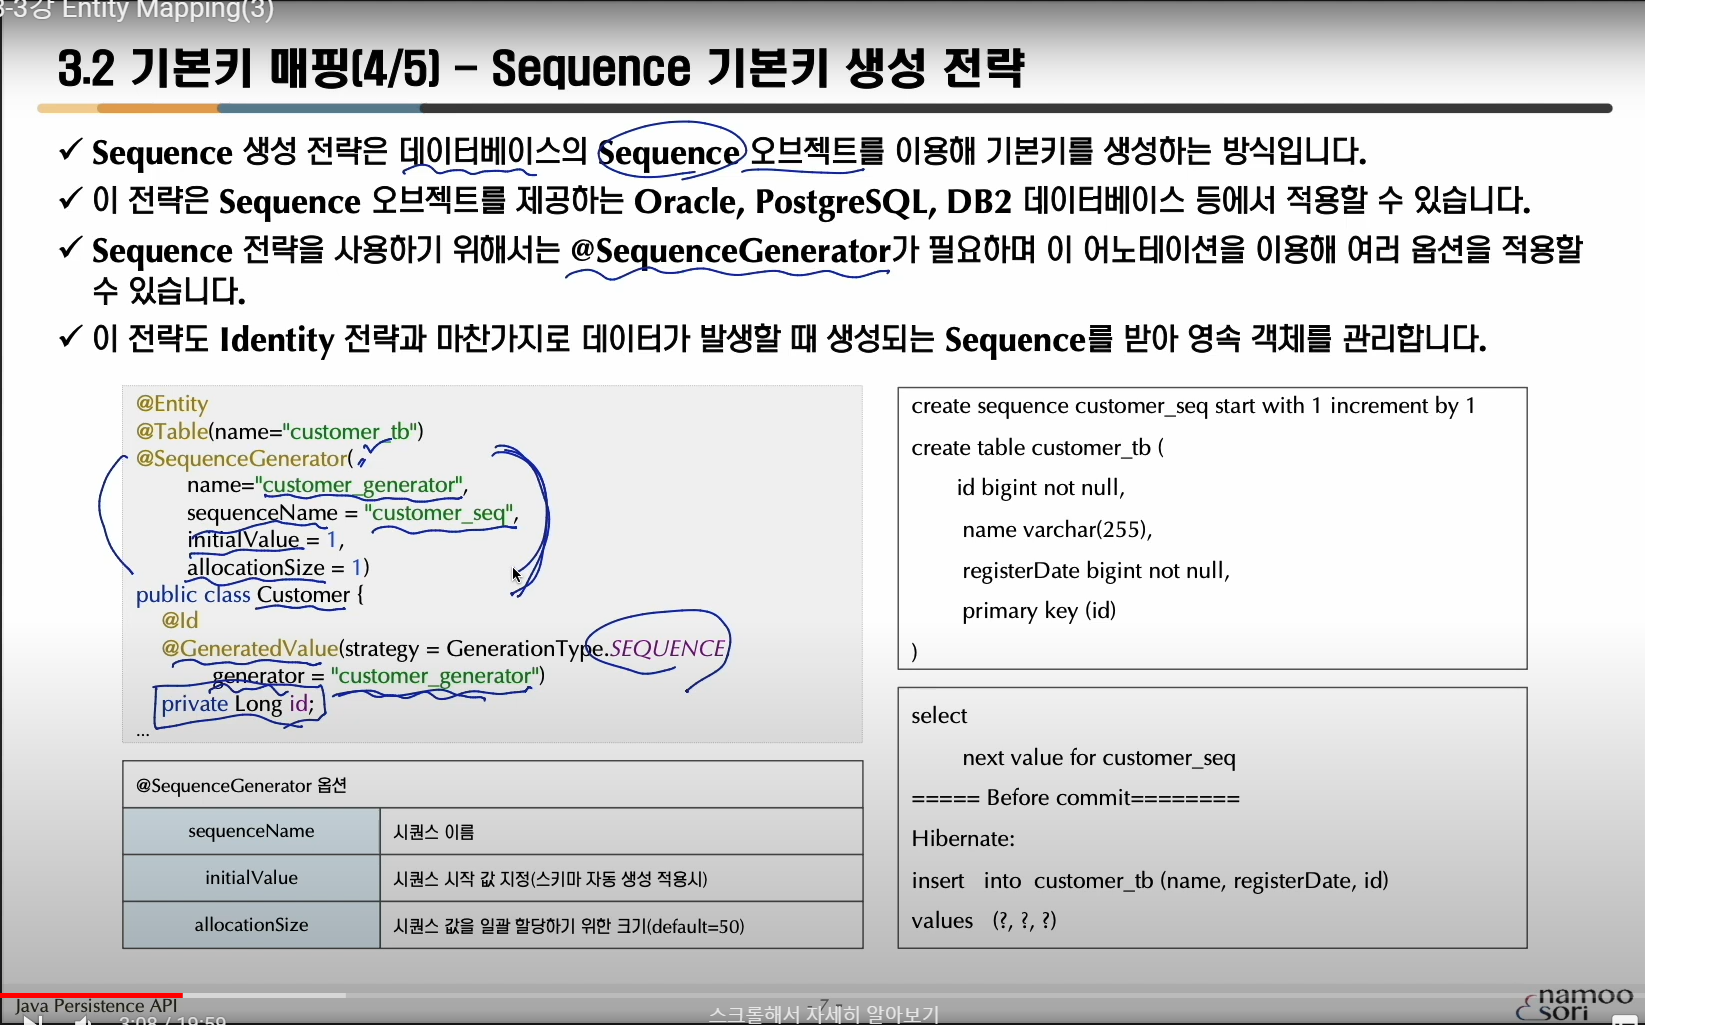 3-3강 Entity Mapping(3)
3.2 기본키 매핑(4/5) – Sequence 기본키 생성 전략
✓ Sequence 생성 전략은 데이터베이스의 Sequence 오브젝트를 이용해 기본키를 생성하는 방식입니다.
✓ 이 전략은 Sequence 오브젝트를 제공하는 Oracle, PostgreSQL, DB2 데이터베이스 등에서 적용할 수 있습니다.
✓ Sequence 전략을 사용하기 위해서는 @SequenceGenerator가 필요하며 이 어노테이션을 이용해 여러 옵션을 적용할
수 있습니다.
✓ 이 전략도 Identity 전략과 마찬가지로 데이터가 발생할 때 생성되는 Sequence를 받아 영속 객체를 관리합니다.
@Entity
@Table(name="customer_tb")
@SequenceGenerator(
name="customer_generator",
sequenceName = "customer_seq",
initialValue = 1,
allocationSize = 1)
public class Customer {
@Id
@GeneratedValue(strategy = GenerationType.SEQUENCE,
generator = "customer_generator")
private Long id;
...
@SequenceGenerator 옵션
sequenceName 시퀀스 이름
initialValue 시퀀스 시작 값 지정(스키마 자동 생성 적용시)
allocationSize 시퀀스 값을 일괄 할당하기 위한 크기(default=50)
create sequence customer_seq start with 1 increment by 1
create table customer_tb (
id bigint not null,
name varchar(255),
registerDate bigint not null,
primary key (id)
)
select
next value for customer_seq
===== Before commit========
Hibernate:
insert into customer_tb (name, registerDate, id)
values (?, ?, ?)
Java Persistence API
- 7 -
스크롤해서 자세히 알아보기
namoo
sori
3:08 / 19:59